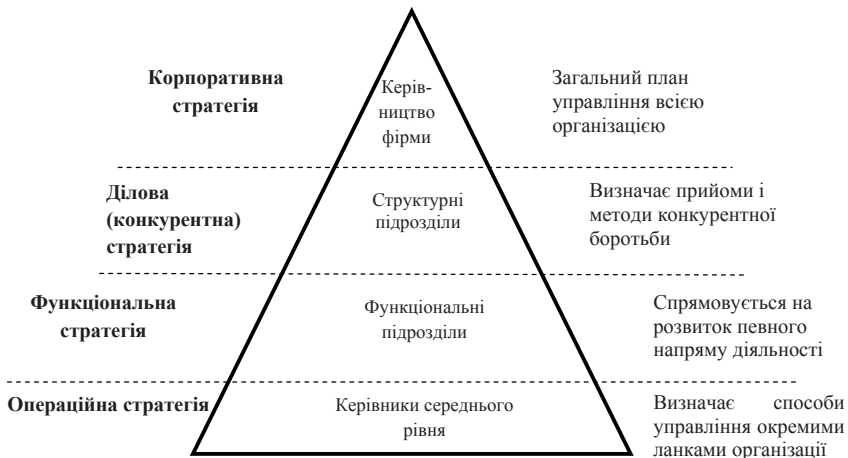 Корпоративна
стратегія
Керів-
ництво
фірми
Загальний план
управління всією
організацією
Ділова
(конкурентна)
стратегія
Структурні
підрозділи
Визначає прийоми і
методи конкурентної
боротьби
Функціональна
стратегія
Функціональні
підрозділи
Спрямовується на
розвиток певного
напряму діяльності
Операційна стратегія
Керівники середнього
рівня
Визначає способи
управління окремими
ланками організації